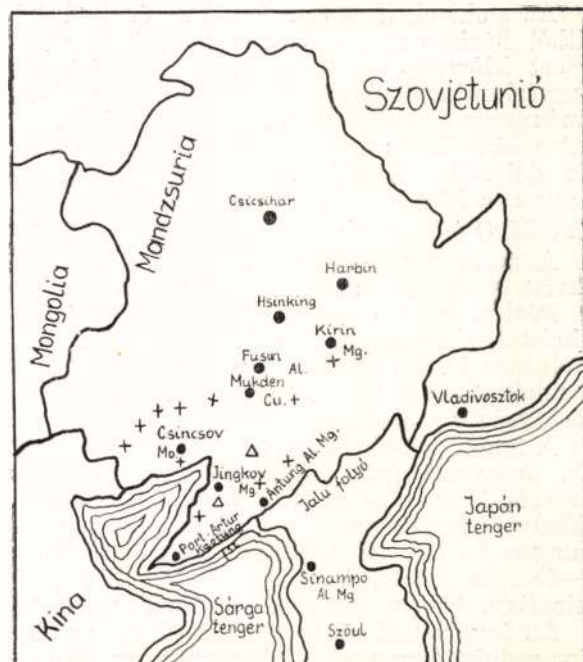 Szovjetunió
Mandzsuria
Mongolia
Csicsihar
Harbin
Hsinking
Kirin
Mg.
Fusun Al.
Mukden
Cu.
Vladivosztok
Csincsov
Mo.
Jingkov
Mg
Antung Al. Mg.
Jalu folyó
Japán
tenger
Port-Artur
Kina
Sárga
tenger
Sinampo
Al Mg
Szöul